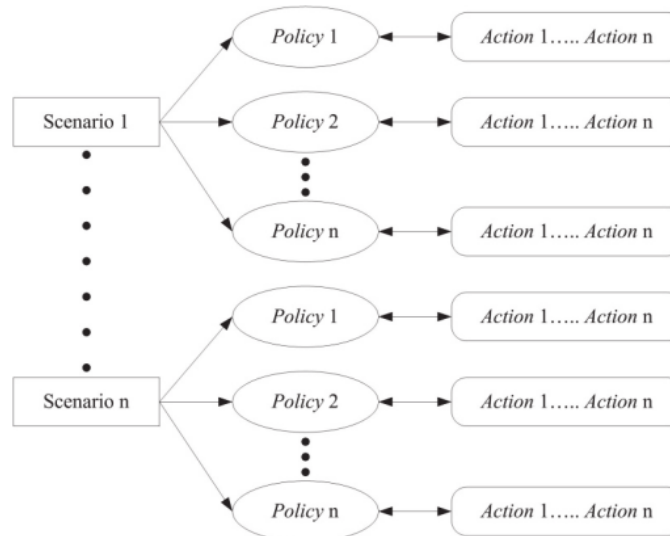 Policy 1
Action 1..... Action n
Scenario 1
Policy 2
Action 1..... Action n
Policy n
Action 1..... Action n
Policy 1
Action 1..... Action n
Scenario n
Policy 2
Action 1..... Action n
Policy n
Action 1..... Action n